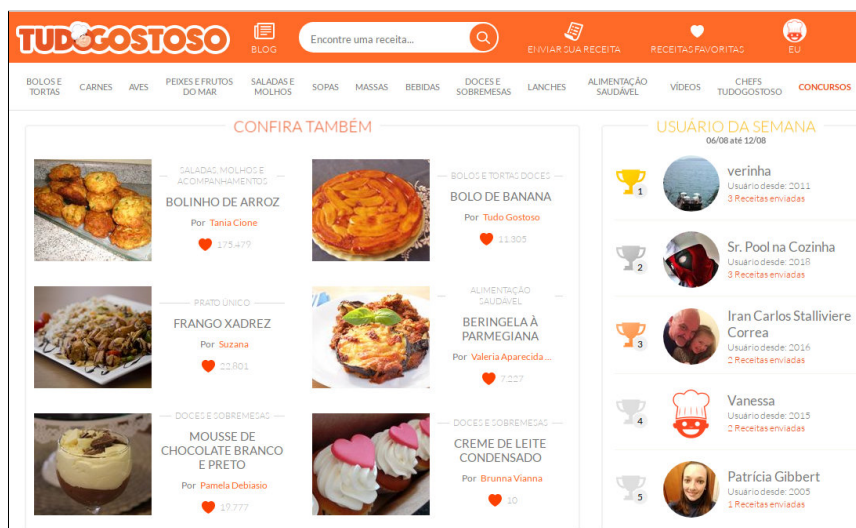 TUDOGOSTOSO
BLOG
Encontre uma receita...
ENVIAR SUA RECEITA
RECEITAS FAVORITAS
EU
BOLOS E
TORTAS
CARNES
AVES
PEIXES E FRUTOS
DO MAR
SALADAS E
MOLHOS
SOPAS
MASSAS
BEBIDAS
DOCES E
SOBREMESAS
LANCHES
ALIMENTAÇÃO
SAUDÁVEL
VÍDEOS
CHEFS
TUDOGOSTOSO
CONCURSOS
CONFIRA TAMBÉM
SALADAS, MOLHOS E
ACOMPANHAMENTOS
BOLINHO DE ARROZ
Por Tania Cione
175.479
BOLOS E TORTAS DOCES
BOLO DE BANANA
Por Tudo Gostoso
11.305
PRATO ÚNICO
FRANGO XADREZ
Por Suzana
22.801
ALIMENTAÇÃO
SAUDÁVEL
BERINGELA À
PARMEGIANA
Por Valeria Aparecida ...
7.227
DOCES E SOBREMESAS
MOUSSE DE
CHOCOLATE BRANCO
E PRETO
Por Pamela Debiasio
19.777
DOCES E SOBREMESAS
CREME DE LEITE
CONDENSADO
Por Brunna Vianna
10
USUÁRIO DA SEMANA
06/08 até 12/08
1
verinha
Usuário desde: 2011
3 Receitas enviadas
2
Sr. Pool na Cozinha
Usuário desde: 2018
3 Receitas enviadas
3
Iran Carlos Stalliviere
Correa
Usuário desde: 2016
2 Receitas enviadas
4
Vanessa
Usuário desde: 2015
2 Receitas enviadas
5
Patrícia Gibbert
Usuário desde: 2005
1 Receitas enviadas